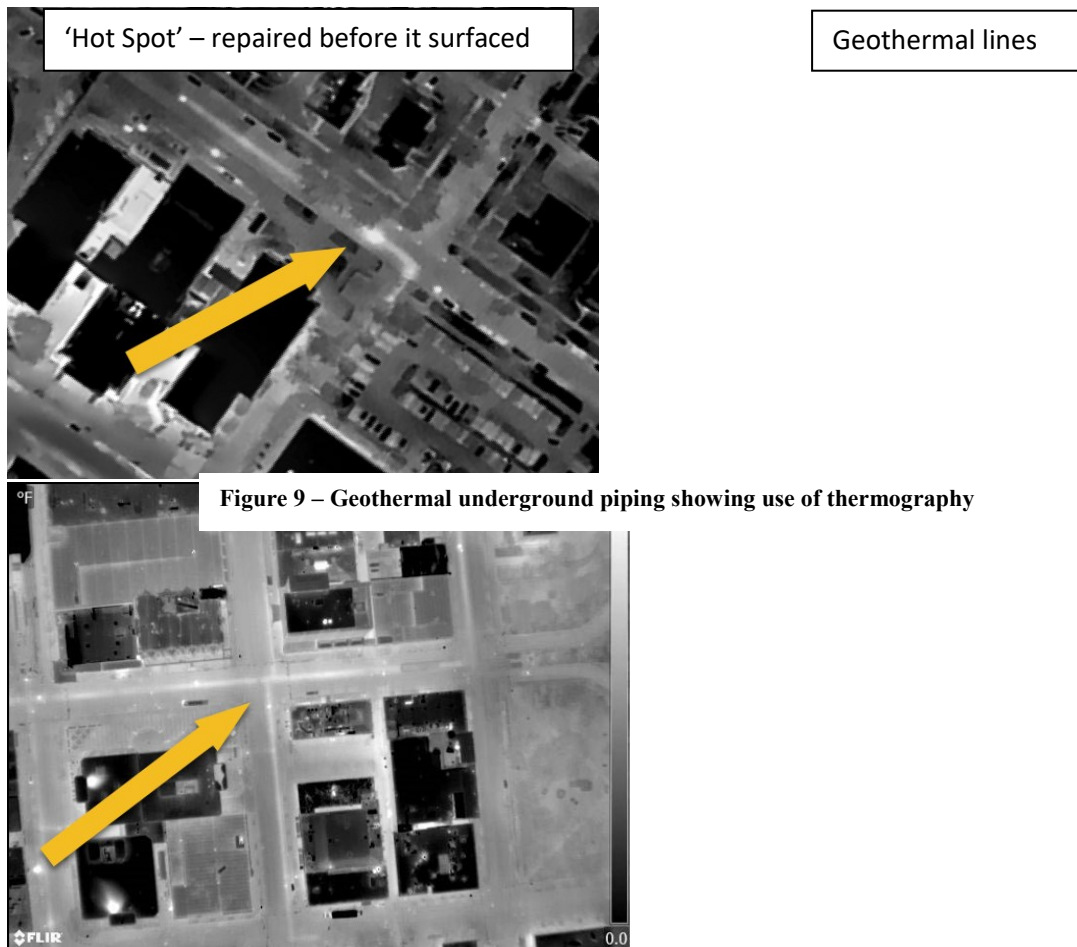 ‘Hot Spot’ – repaired before it surfaced
Geothermal lines
Figure 9 – Geothermal underground piping showing use of thermography
ºF
FLIR
0.0